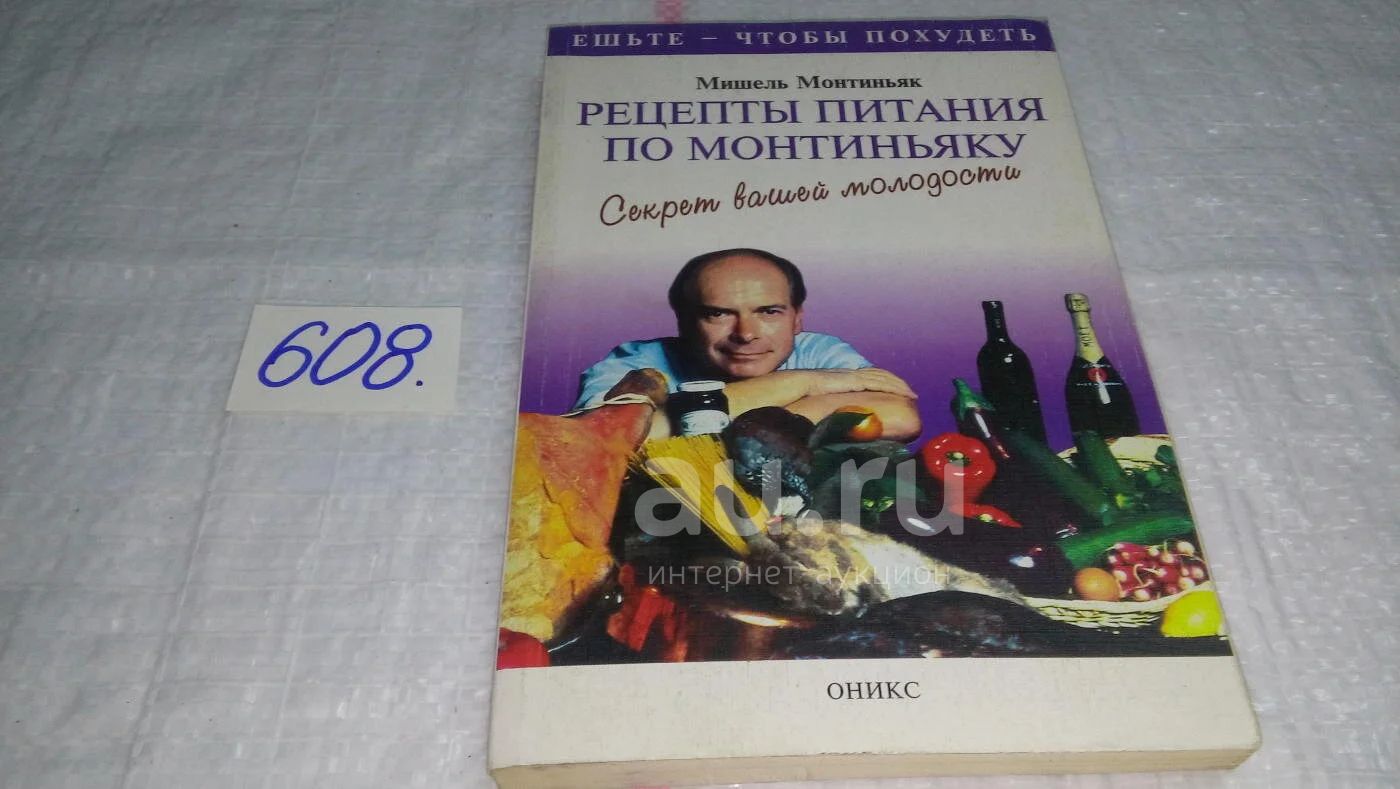 ЕШЬТЕ – ЧТОБЫ ПОХУДЕТЬ
Мишель Монтиньяк
РЕЦЕПТЫ ПИТАНИЯ
ПО МОНТИНЬЯКУ
Секрет вашей молодости
608.
au.ru
интернет-аукцион
ОНИКС